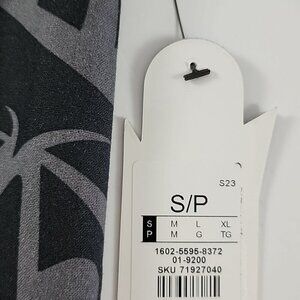 S23
S/P
S M L XL
P M G TG
1602-5595-8372
01-9200
SKU 71927040